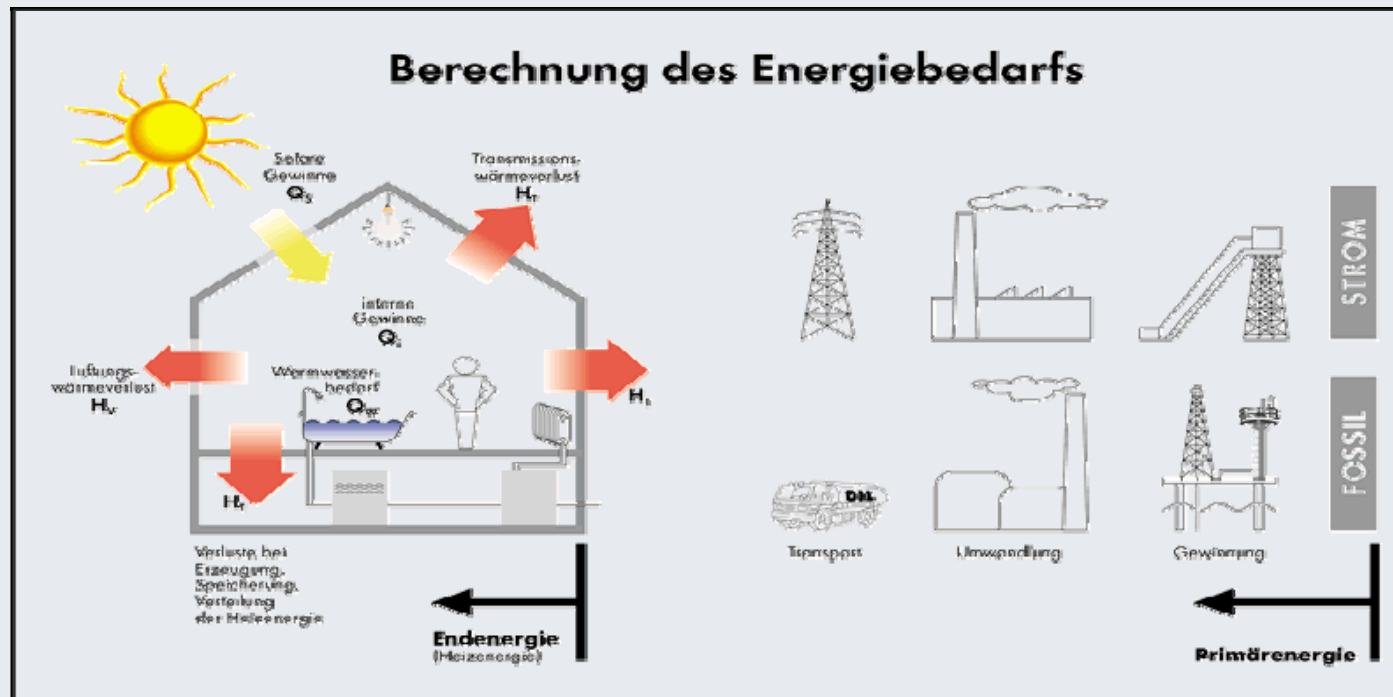 Berechnung des Energiebedarfs
Solare
Gewinne
Qs
Transmissions-
wärmeverlust
HT
interne
Gewinne
Qi
Lüftungs-
wärmeverlust
HV
Warmwasser-
bedarf
QW
HT
STROM
FOSSIL
Transport
Umwandlung
Gewinnung
Verluste bei
Erzeugung,
Speicherung,
Verteilung
der Heizenergie
Endenergie
(Heizenergie)
Primärenergie